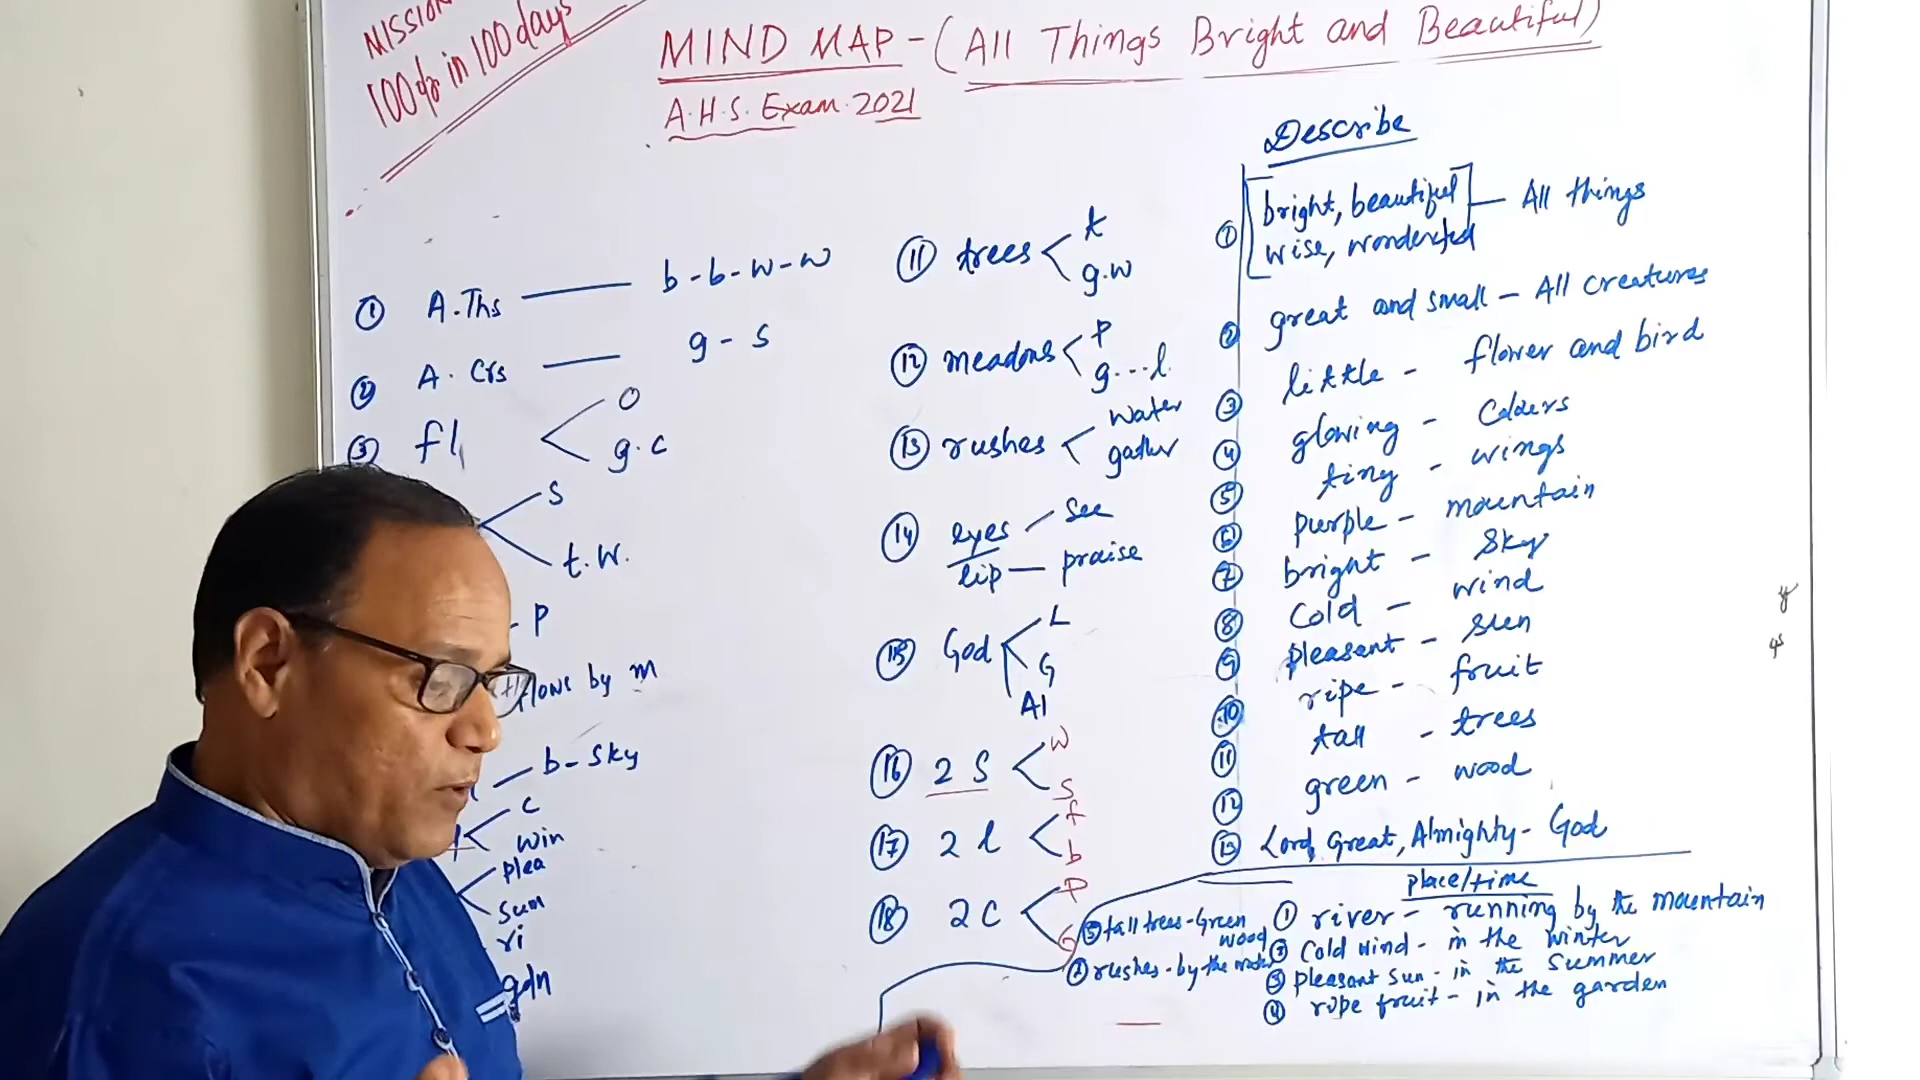 MISSION
100% in 100 days
MIND MAP - (All Things Bright and Beautiful)
A.H.S. Exam. 2021
① A.Ths — b-b-w-w
② A. Crs — g - s
③ fl
O
g.c
s
t.w.
- P
flows by m
b- sky
c
win
plea
sum
ri
gdn
⑪ trees
t
g.w
⑫ meadows
P
g...l.
⑬ rushes
water
gather
⑭ eyes see
lip — praise
⑮ God
L
G
Al
⑯ 2 S
w
S
⑰ 2 l
f
b
⑱ 2C
P
G
Describe
① bright, beautiful
wise, wonderful
— All things
② great and small - All creatures
③ little - flower and bird
④ glowing - colours
⑤ tiny - wings
⑥ purple - mountain
⑦ bright - sky
⑧ cold - wind
⑨ pleasant - sun
⑩ ripe - fruit
⑪ tall - trees
⑫ green - wood
⑬ Lord, Great, Almighty - God
place/time
① river - running by the mountain
② cold wind - in the winter
③ pleasant sun - in the summer
④ ripe fruit - in the garden
⑤ tall trees - Green wood
rushes - by the water